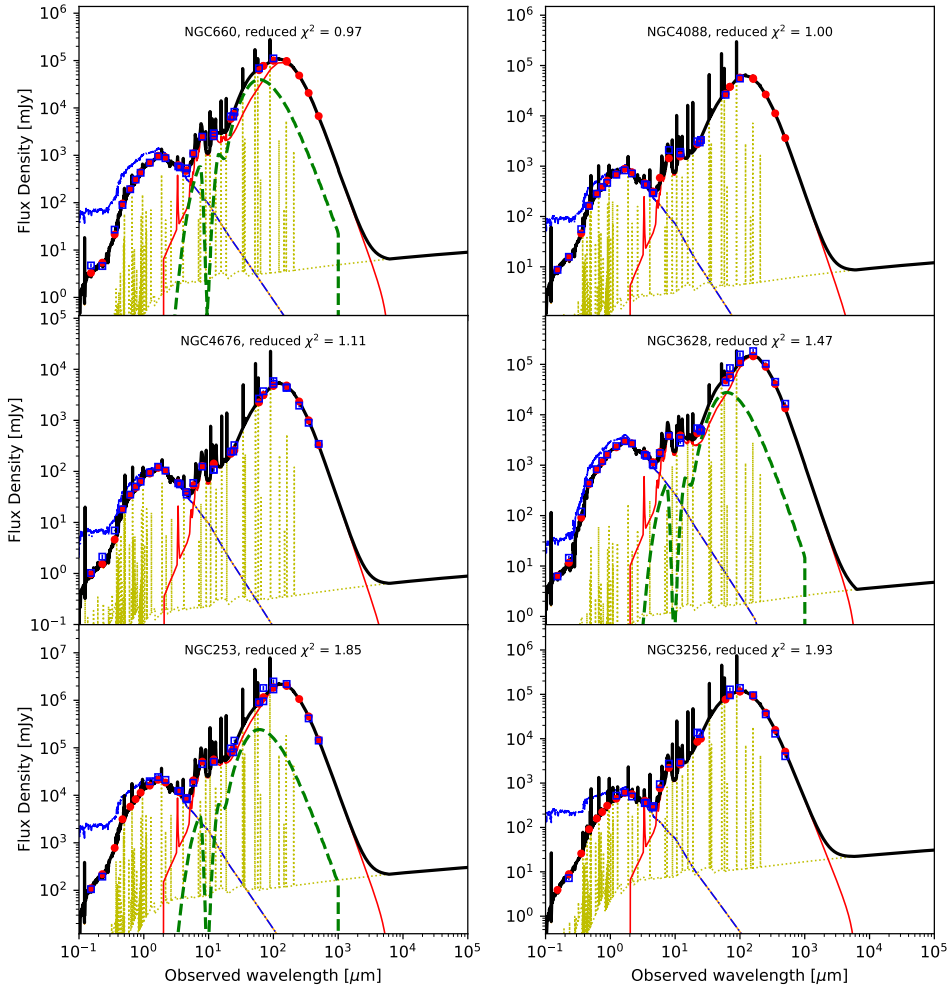 NGC660, reduced χ² = 0.97
NGC4088, reduced χ² = 1.00
10⁵
10⁴
10³
10²
10¹
10⁰
Flux Density [mJy]
10⁶
10⁵
10⁴
10³
10²
10¹
NGC4676, reduced χ² = 1.11
NGC3628, reduced χ² = 1.47
10⁵
10⁴
10³
10²
10¹
10⁰
10⁻¹
Flux Density [mJy]
10⁵
10⁴
10³
10²
10¹
10⁰
NGC253, reduced χ² = 1.85
NGC3256, reduced χ² = 1.93
10⁷
10⁶
10⁵
10⁴
10³
10²
Flux Density [mJy]
10⁵
10⁴
10³
10²
10¹
10⁰
10⁻¹ 10⁰ 10¹ 10² 10³ 10⁴ 10⁵
10⁻¹ 10⁰ 10¹ 10² 10³ 10⁴ 10⁵
Observed wavelength [μm]
Observed wavelength [μm]